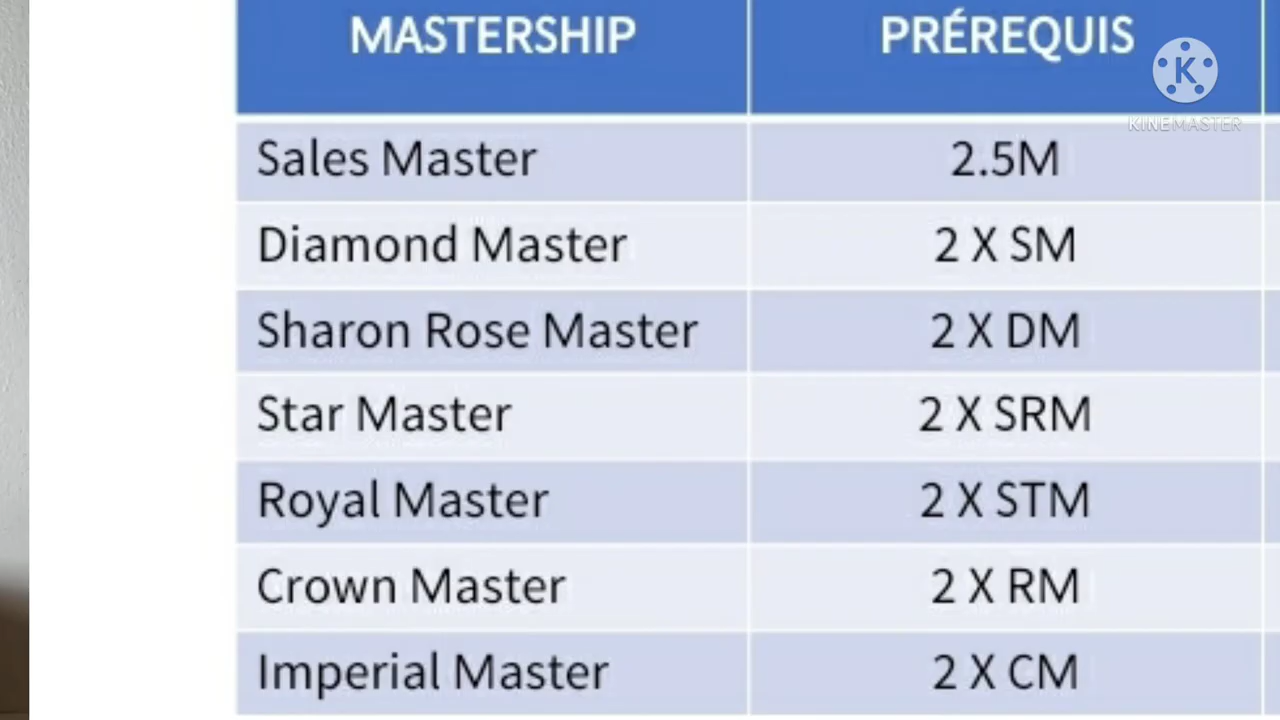 MASTERSHIP PRÉREQUIS
K
KINEMASTER
Sales Master 2.5M
Diamond Master 2 X SM
Sharon Rose Master 2 X DM
Star Master 2 X SRM
Royal Master 2 X STM
Crown Master 2 X RM
Imperial Master 2 X CM